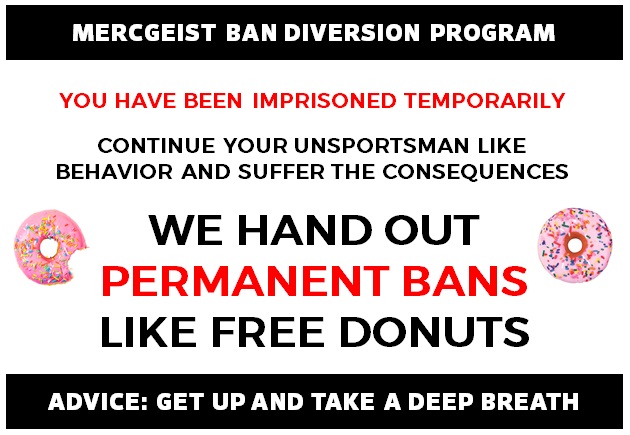 MERCGEIST BAN DIVERSION PROGRAM
YOU HAVE BEEN IMPRISONED TEMPORARILY
CONTINUE YOUR UNSPORTSMAN LIKE
BEHAVIOR AND SUFFER THE CONSEQUENCES
WE HAND OUT
PERMANENT BANS
LIKE FREE DONUTS
ADVICE: GET UP AND TAKE A DEEP BREATH